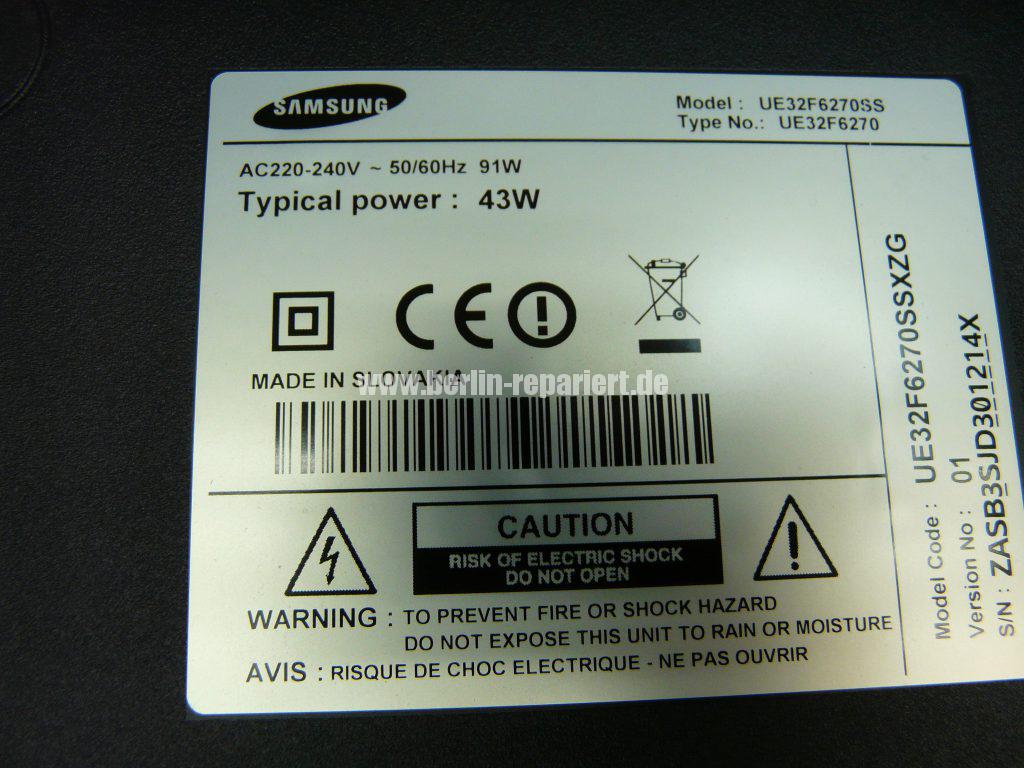 SAMSUNG
Model : UE32F6270SS
Type No.: UE32F6270
AC220-240V ~ 50/60Hz 91W
Typical power : 43W
CE
MADE IN SLOVAKIA
www.berlin-repariert.de
CAUTION
RISK OF ELECTRIC SHOCK
DO NOT OPEN
WARNING : TO PREVENT FIRE OR SHOCK HAZARD
DO NOT EXPOSE THIS UNIT TO RAIN OR MOISTURE
AVIS : RISQUE DE CHOC ELECTRIQUE - NE PAS OUVRIR
Model Code : UE32F6270SSXZG
Version No : 01
S/N : ZASB3SJD301214X